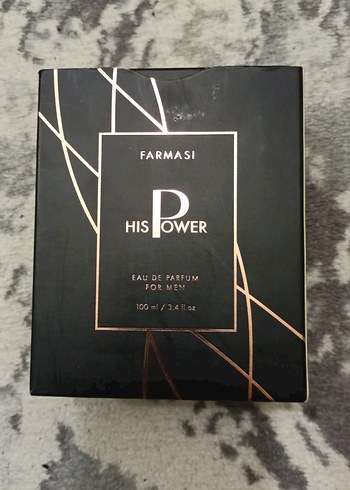 FARMASI
HIS POWER
EAU DE PARFUM
FOR MEN
100 ml / 3.4 fl.oz